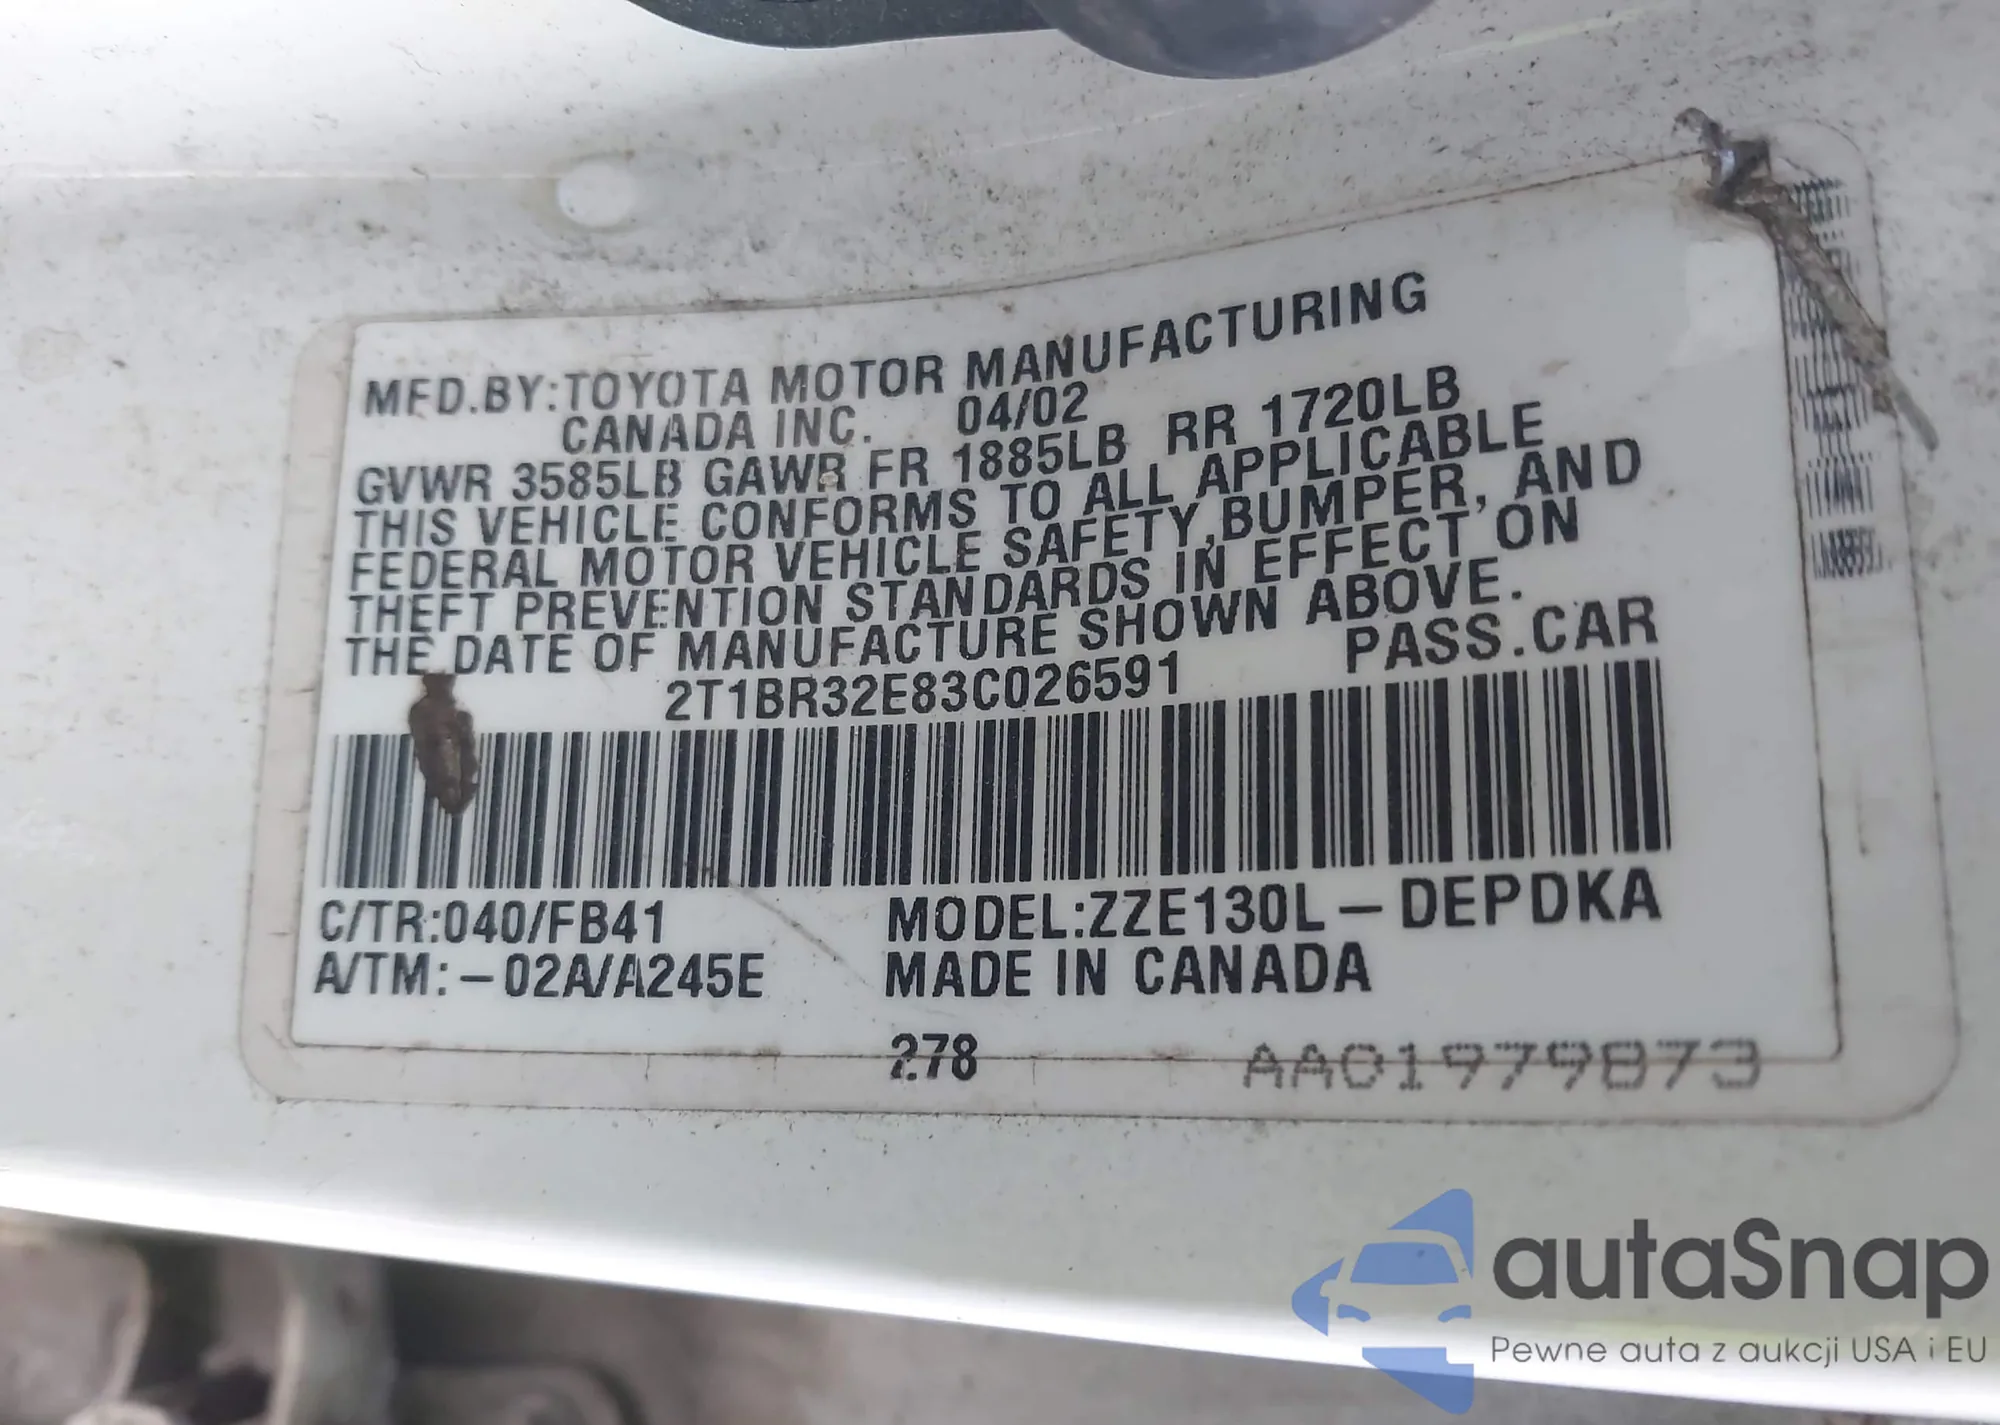 MFD.BY:TOYOTA MOTOR MANUFACTURING
CANADA INC. 04/02
GVWR 3585LB GAWR FR 1885LB RR 1720LB
THIS VEHICLE CONFORMS TO ALL APPLICABLE
FEDERAL MOTOR VEHICLE SAFETY,BUMPER, AND
THEFT PREVENTION STANDARDS IN EFFECT ON
THE DATE OF MANUFACTURE SHOWN ABOVE.
2T1BR32E83C026591 PASS.CAR
C/TR:040/FB41 MODEL:ZZE130L-DEPDKA
A/TM:-02A/A245E MADE IN CANADA
278 AA01979873
autaSnap
Pewne auta z aukcji USA i EU